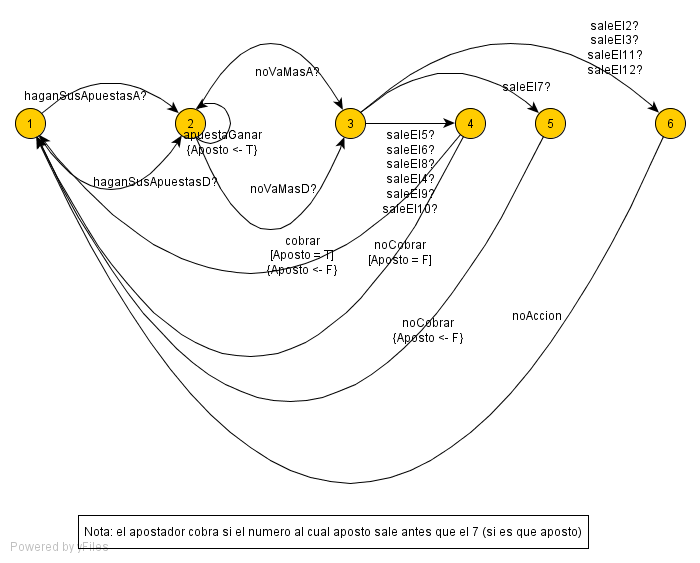 saleEl2?
saleEl3?
saleEl11?
saleEl12?
noVaMasA?
saleEl7?
haganSusApuestasA?
1
2
3
4
5
6
apuestaGanar
{Aposto <- T}
saleEl5?
saleEl6?
saleEl8?
saleEl4?
saleEl9?
saleEl10?
haganSusApuestasD?
noVaMasD?
cobrar
[Aposto = T]
{Aposto <- F}
noCobrar
[Aposto = F]
noCobrar
{Aposto <- F}
noAccion
Nota: el apostador cobra si el numero al cual aposto sale antes que el 7 (si es que aposto)
Powered by yFiles